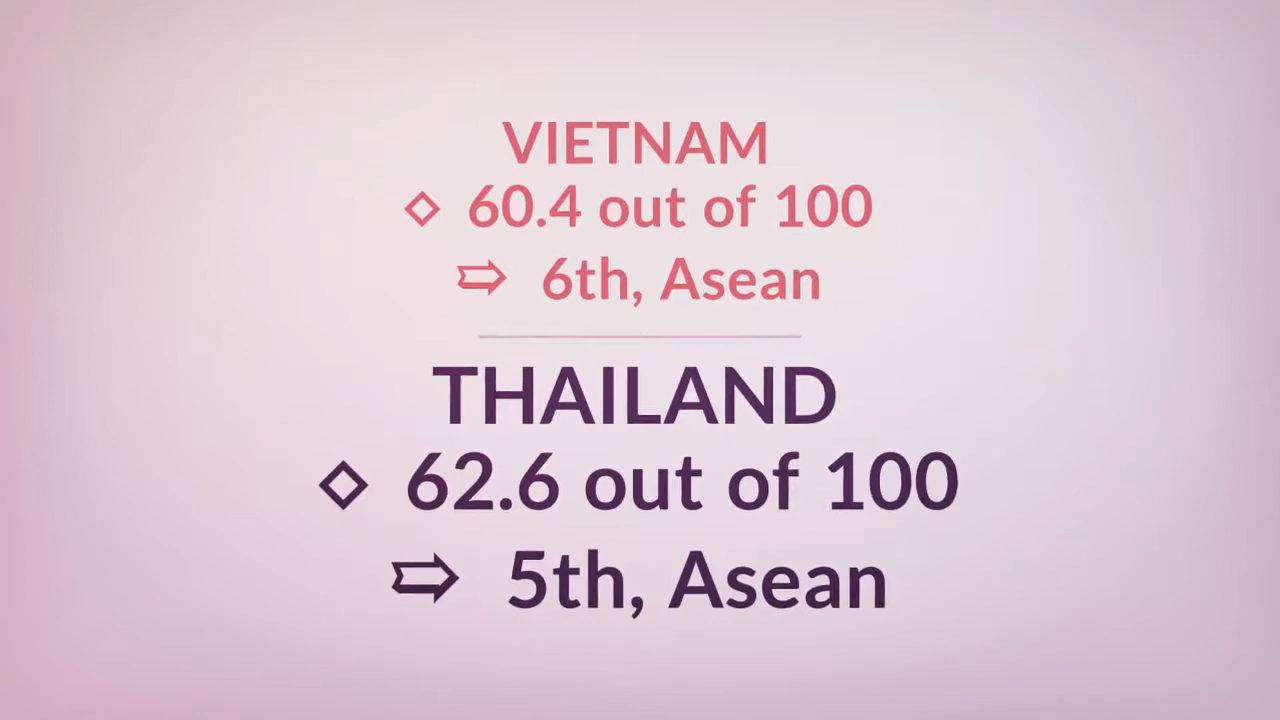 VIETNAM
◇ 60.4 out of 100
⇨ 6th, Asean
THAILAND
◇ 62.6 out of 100
⇨ 5th, Asean